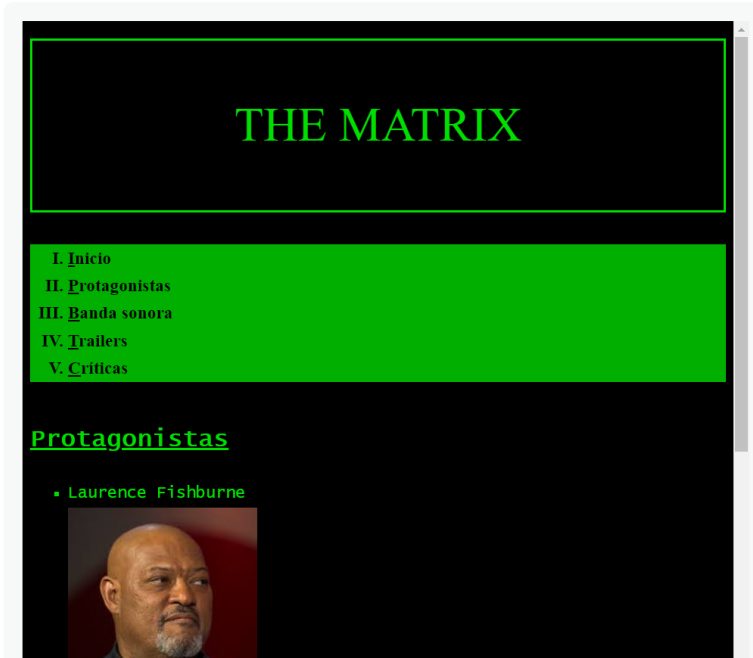 THE MATRIX
I. Inicio
II. Protagonistas
III. Banda sonora
IV. Trailers
V. Críticas
Protagonistas
▪ Laurence Fishburne